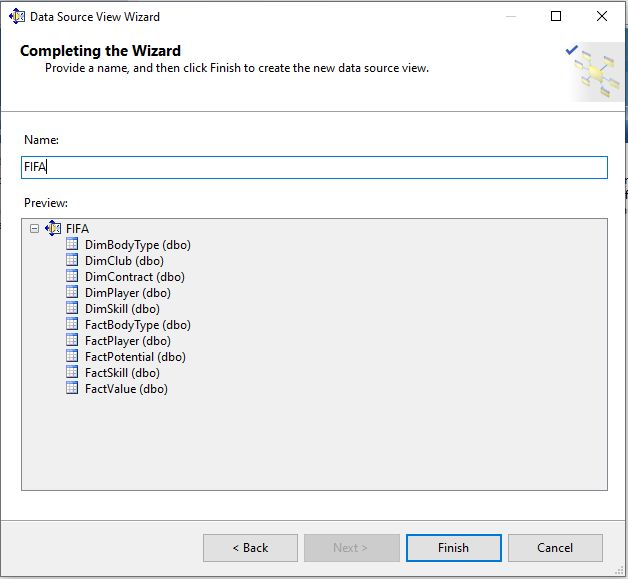 Data Source View Wizard
Completing the Wizard
Provide a name, and then click Finish to create the new data source view.
Name:
FIFA
Preview:
FIFA
DimBodyType (dbo)
DimClub (dbo)
DimContract (dbo)
DimPlayer (dbo)
DimSkill (dbo)
FactBodyType (dbo)
FactPlayer (dbo)
FactPotential (dbo)
FactSkill (dbo)
FactValue (dbo)
< Back
Next >
Finish
Cancel